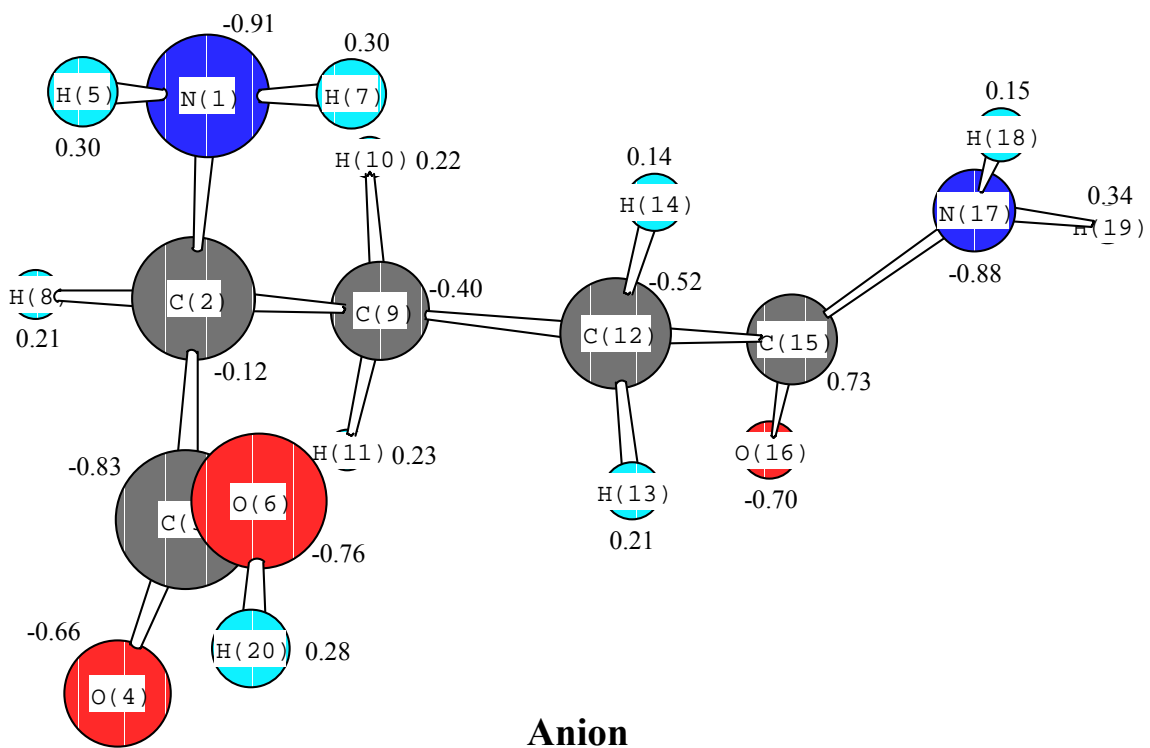 -0.91
0.30
H(5)
N(1)
H(7)
0.15
0.30
H(10) 0.22
0.14
H(18)
H(14)
N(17)
0.34
H(19)
-0.88
H(8)
C(2)
C(9)
-0.40
-0.52
0.21
C(12)
C(15)
-0.12
0.73
-0.83
H(11) 0.23
O(16)
H(13)
-0.70
O(6)
C(
-0.76
0.21
-0.66
H(20) 0.28
O(4)
Anion